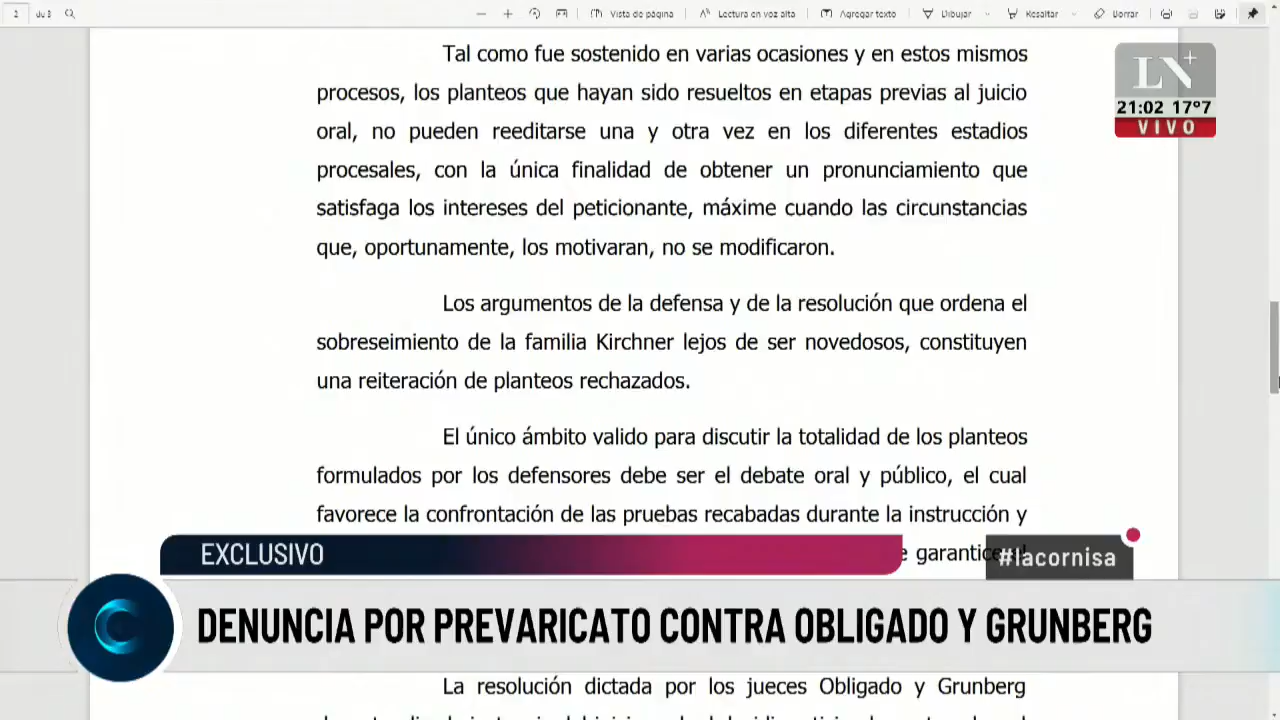 2 de 3 Vista de página Lectura en voz alta Agregar texto Dibujar Resaltar Borrar
Tal como fue sostenido en varias ocasiones y en estos mismos
procesos, los planteos que hayan sido resueltos en etapas previas al juicio
oral, no pueden reeditarse una y otra vez en los diferentes estadios
procesales, con la única finalidad de obtener un pronunciamiento que
satisfaga los intereses del peticionante, máxime cuando las circunstancias
que, oportunamente, los motivaran, no se modificaron.
Los argumentos de la defensa y de la resolución que ordena el
sobreseimiento de la familia Kirchner lejos de ser novedosos, constituyen
una reiteración de planteos rechazados.
El único ámbito valido para discutir la totalidad de los planteos
formulados por los defensores debe ser el debate oral y público, el cual
favorece la confrontación de las pruebas recabadas durante la instrucción y
LN+
21:02 17º7
VIVO
EXCLUSIVO
#lacornisa
DENUNCIA POR PREVARICATO CONTRA OBLIGADO Y GRUNBERG
La resolución dictada por los jueces Obligado y Grunberg